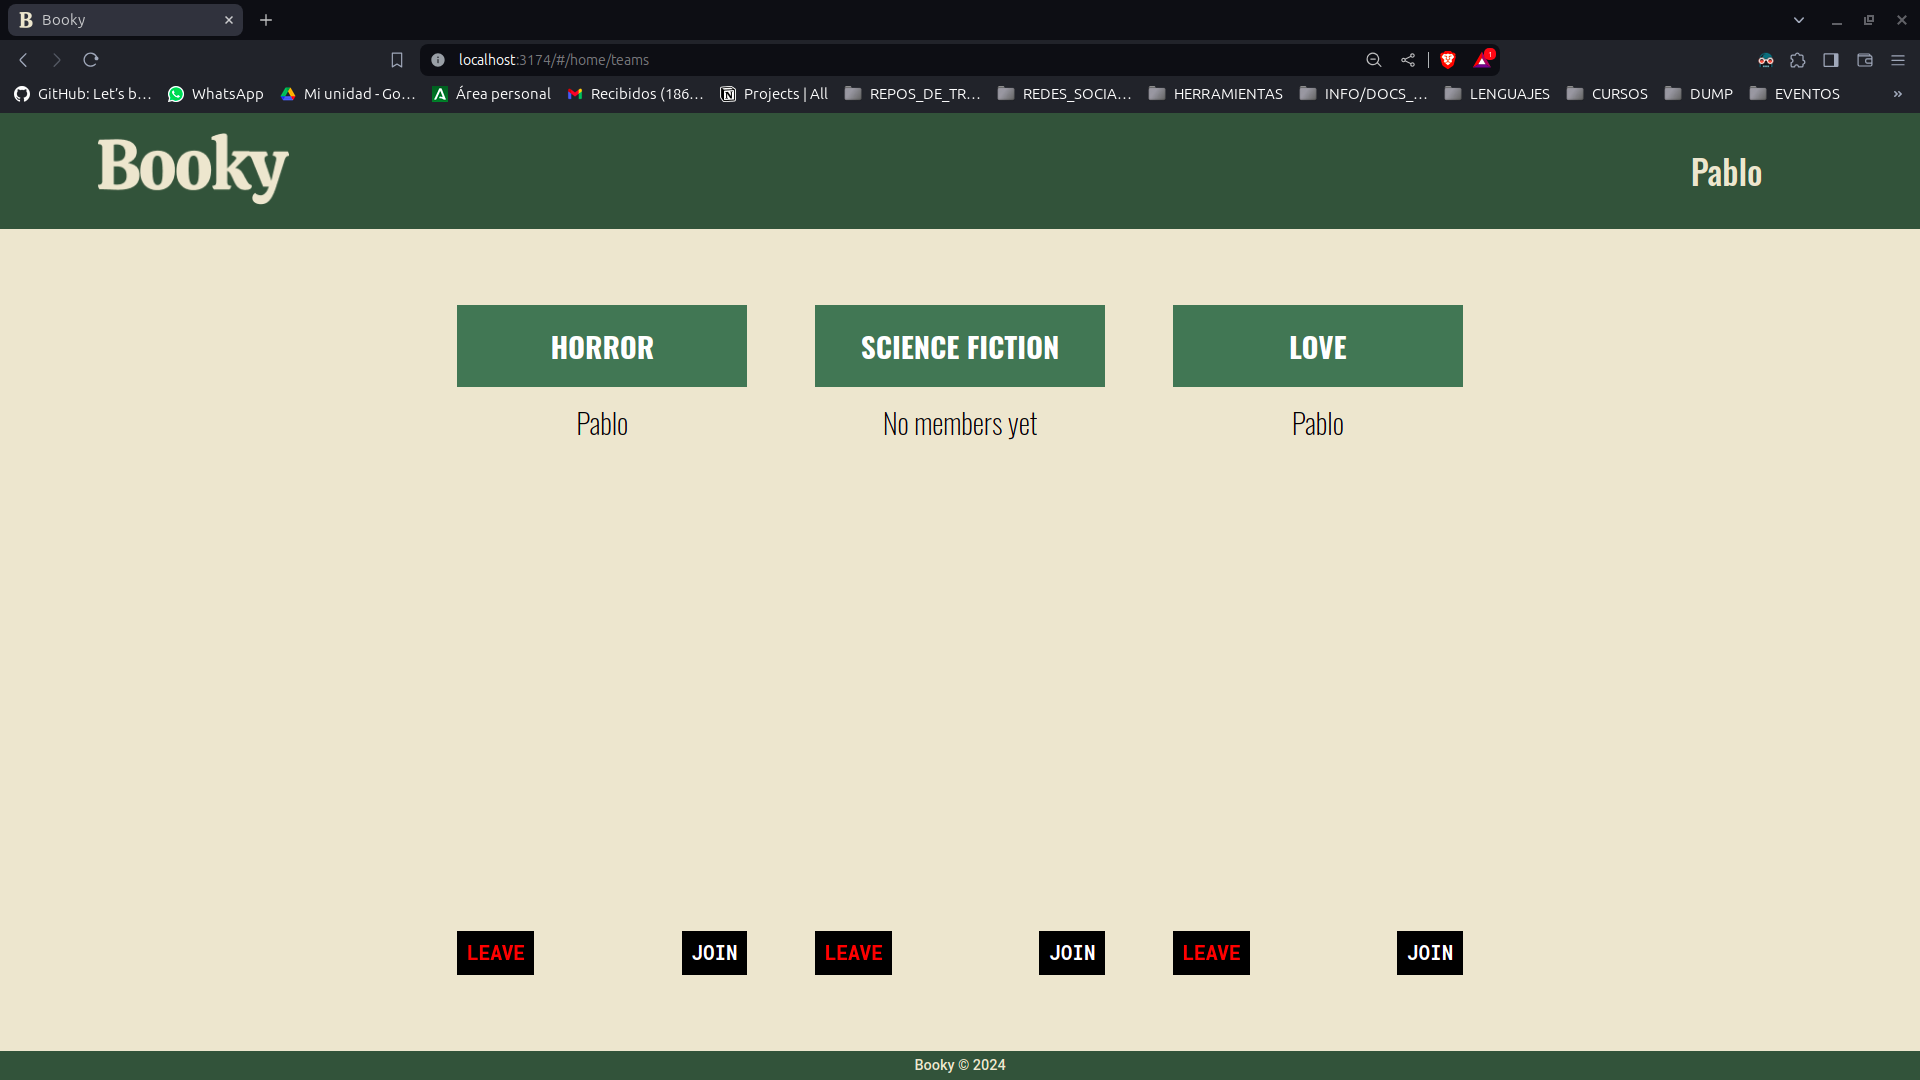 Booky
localhost:3174/#/home/teams
GitHub: Let's b… WhatsApp Mi unidad - Go… Área personal Recibidos (186… Projects | All REPOS_DE_TR… REDES_SOCIA… HERRAMIENTAS INFO/DOCS_… LENGUAJES CURSOS DUMP EVENTOS »
Booky
Pablo
HORROR
SCIENCE FICTION
LOVE
Pablo
No members yet
Pablo
LEAVE JOIN LEAVE JOIN LEAVE JOIN
Booky © 2024